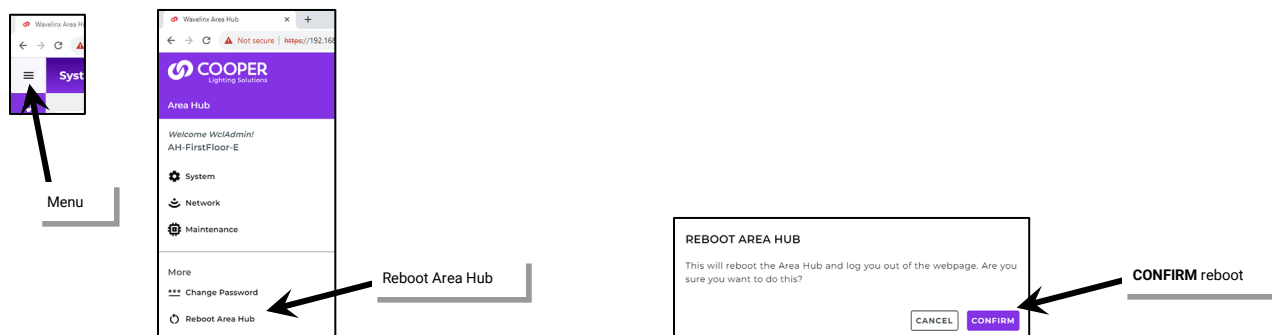 Wavelinx Area H
Syst
Menu
Wavelinx Area Hub
Not secure | https://192.168
COOPER
Lighting Solutions
Area Hub
Welcome WclAdmin!
AH-FirstFloor-E
System
Network
Maintenance
More
*** Change Password
Reboot Area Hub
Reboot Area Hub
REBOOT AREA HUB
This will reboot the Area Hub and log you out of the webpage. Are you
sure you want to do this?
CANCEL CONFIRM
CONFIRM reboot